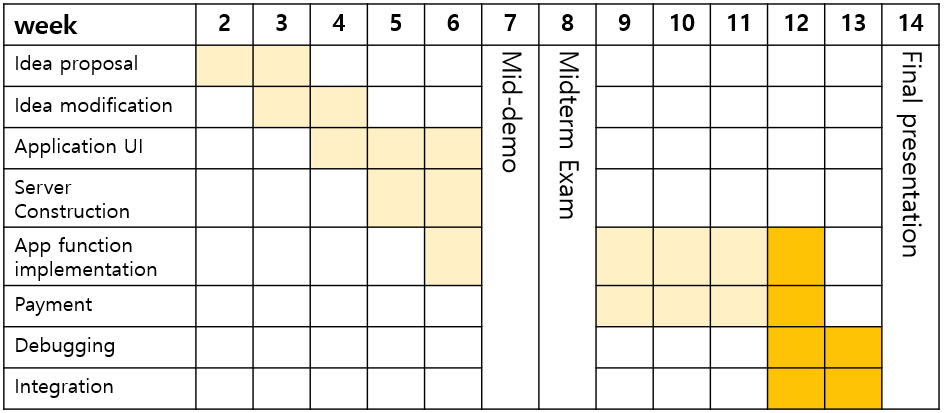 week 2 3 4 5 6 7 8 9 10 11 12 13 14
Idea proposal
Idea modification
Application UI
Server
Construction
App function
implementation
Payment
Debugging
Integration
Mid-demo
Midterm Exam
Final presentation